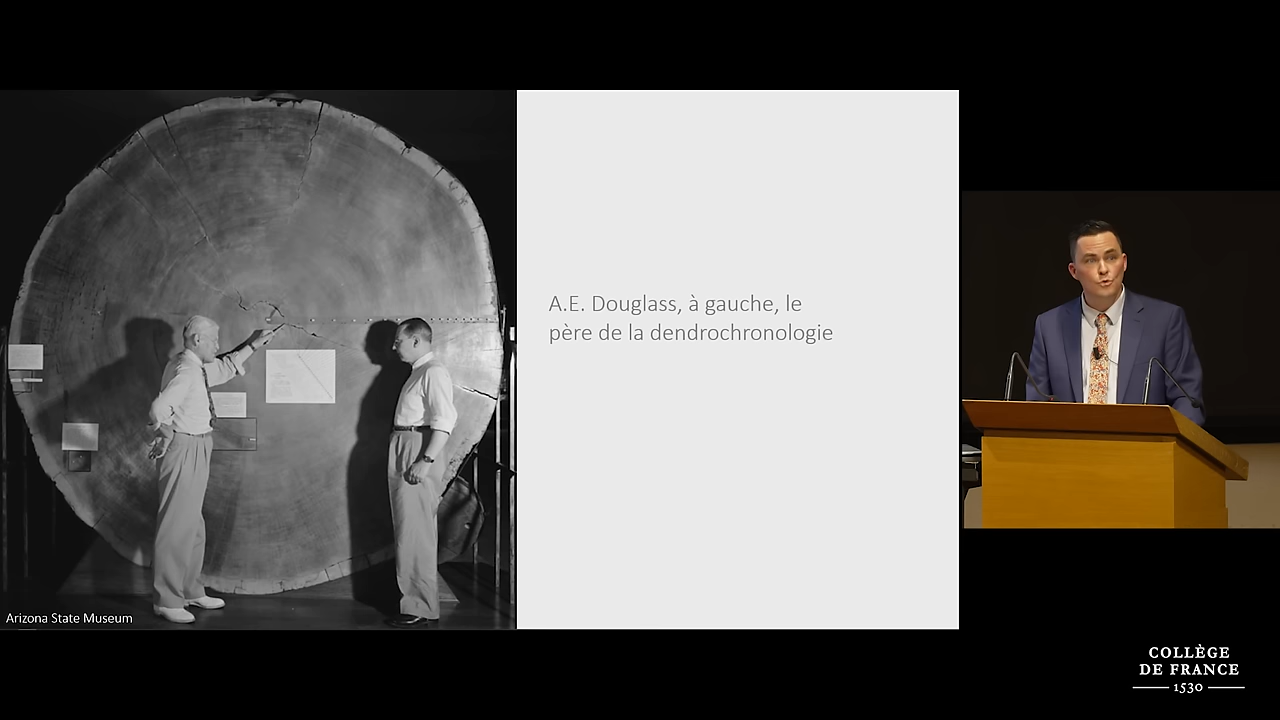 A.E. Douglass, à gauche, le
père de la dendrochronologie
Arizona State Museum
COLLÈGE
DE FRANCE
1530